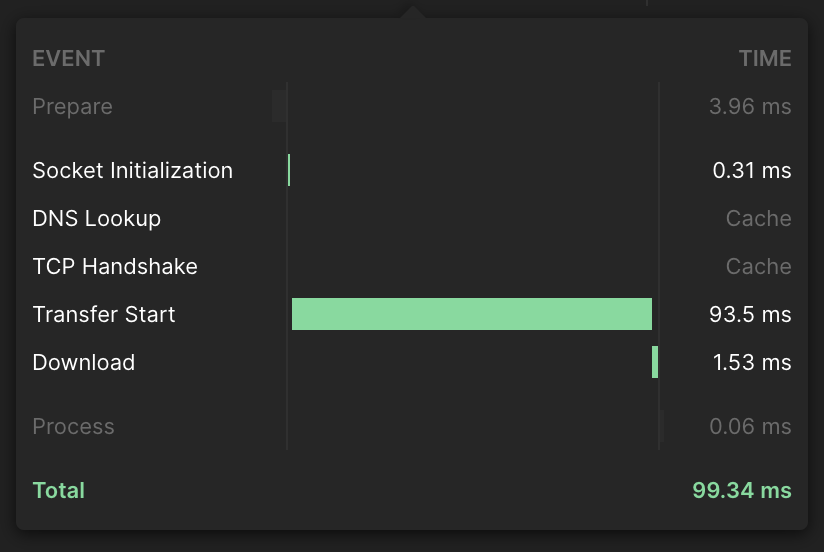 EVENT TIME
Prepare 3.96 ms
Socket Initialization 0.31 ms
DNS Lookup Cache
TCP Handshake Cache
Transfer Start 93.5 ms
Download 1.53 ms
Process 0.06 ms
Total 99.34 ms